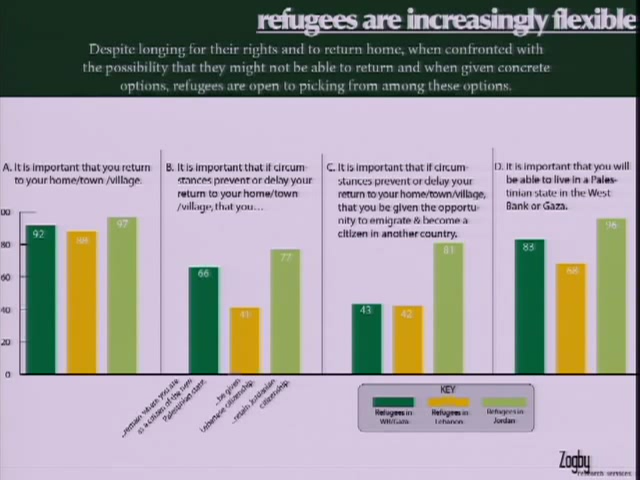 refugees are increasingly flexible
Despite longing for their rights and to return home, when confronted with
the possibility that they might not be able to return and when given concrete
options, refugees are open to picking from among these options.
A. It is important that you return
to your home/town /village.
B. It is important that if circum-
stances prevent or delay your
return to your home/town
/village, that you…
C. It is important that if circum-
stances prevent or delay your
return to your home/town/village,
that you be given the opportu-
nity to emigrate & become a
citizen in another country.
D. It is important that you will
be able to live in a Pales-
tinian state in the West
Bank or Gaza.
80
60
40
20
0
92
88
97
66
41
77
43
42
81
83
68
96
...remain where you are
as a citizen of the new
Palestinian state.
...be given
Lebanese citizenship.
...retain Jordanian
citizenship.
KEY
Refugees in
WB/Gaza
Refugees in
Lebanon
Refugees in
Jordan
Zogby
research services